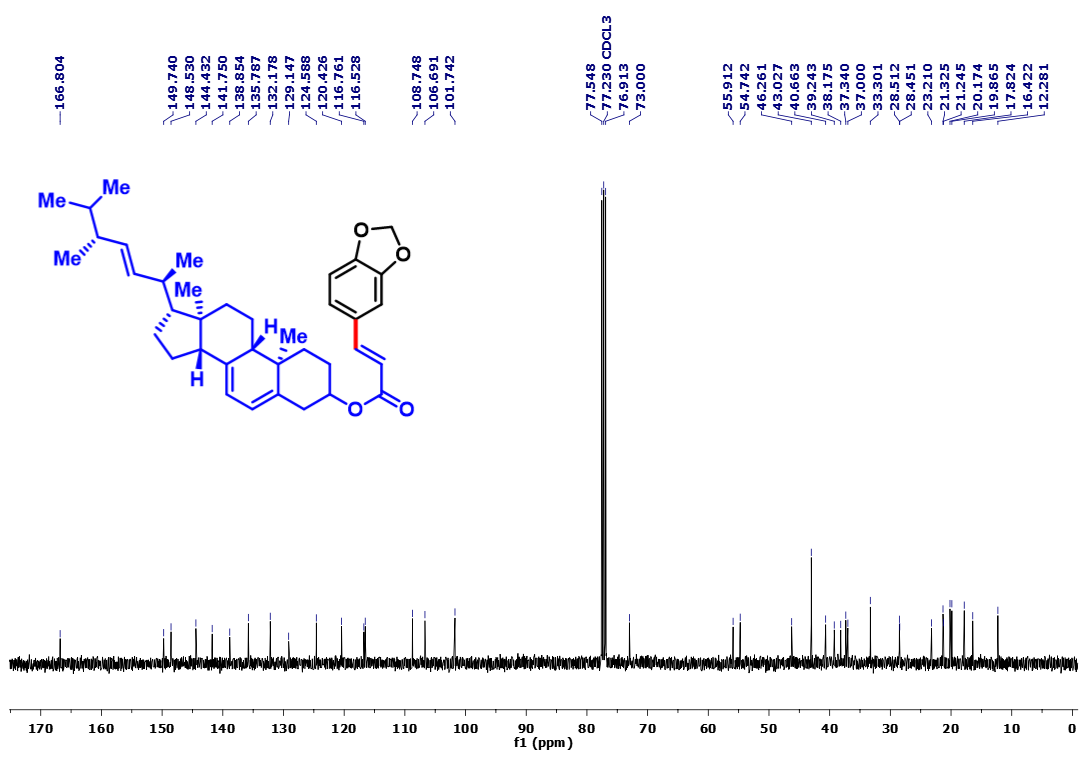 166.804
149.740
148.530
144.432
141.750
138.854
135.787
132.178
129.147
124.588
120.426
116.761
116.528
108.748
106.691
101.742
77.548
77.230 CDCL3
76.913
73.000
55.912
54.742
46.261
43.027
40.663
39.243
38.175
37.340
37.000
33.301
28.512
28.451
23.210
21.325
21.245
20.174
19.865
17.824
16.422
12.281
Me
Me
Me
Me
Me
H
Me
H
O
O
O
O
170 160 150 140 130 120 110 100 90 80 70 60 50 40 30 20 10 0
f1 (ppm)